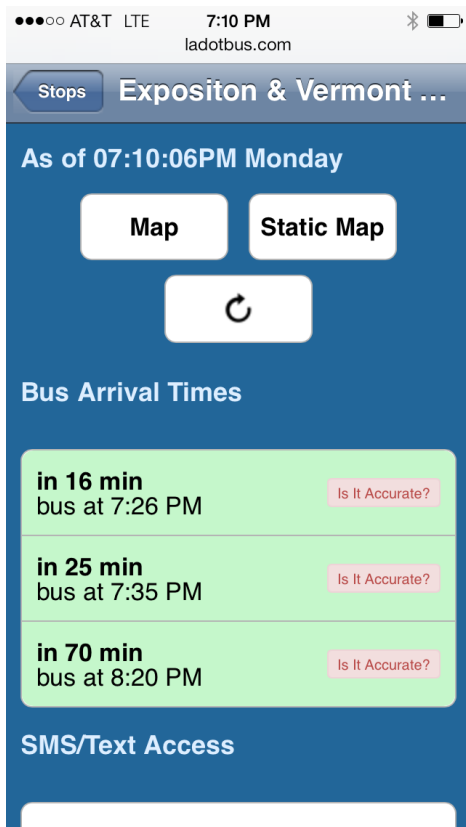 AT&T LTE 7:10 PM
ladotbus.com
Stops Expositon & Vermont ...
As of 07:10:06PM Monday
Map Static Map
Bus Arrival Times
in 16 min
bus at 7:26 PM
Is It Accurate?
in 25 min
bus at 7:35 PM
Is It Accurate?
in 70 min
bus at 8:20 PM
Is It Accurate?
SMS/Text Access